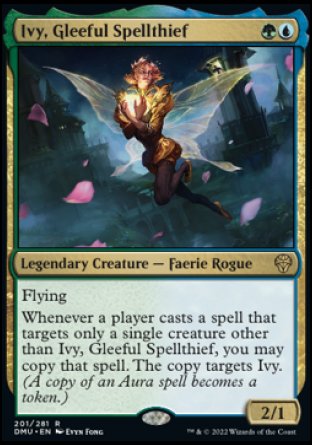 Ivy, Gleeful Spellthief
Legendary Creature — Faerie Rogue
Flying
Whenever a player casts a spell that
targets only a single creature other
than Ivy, Gleeful Spellthief, you may
copy that spell. The copy targets Ivy.
(A copy of an Aura spell becomes a
token.)
2/1
201/281 R
DMU • EN Evyn Fong
™ & © 2022 Wizards of the Coast